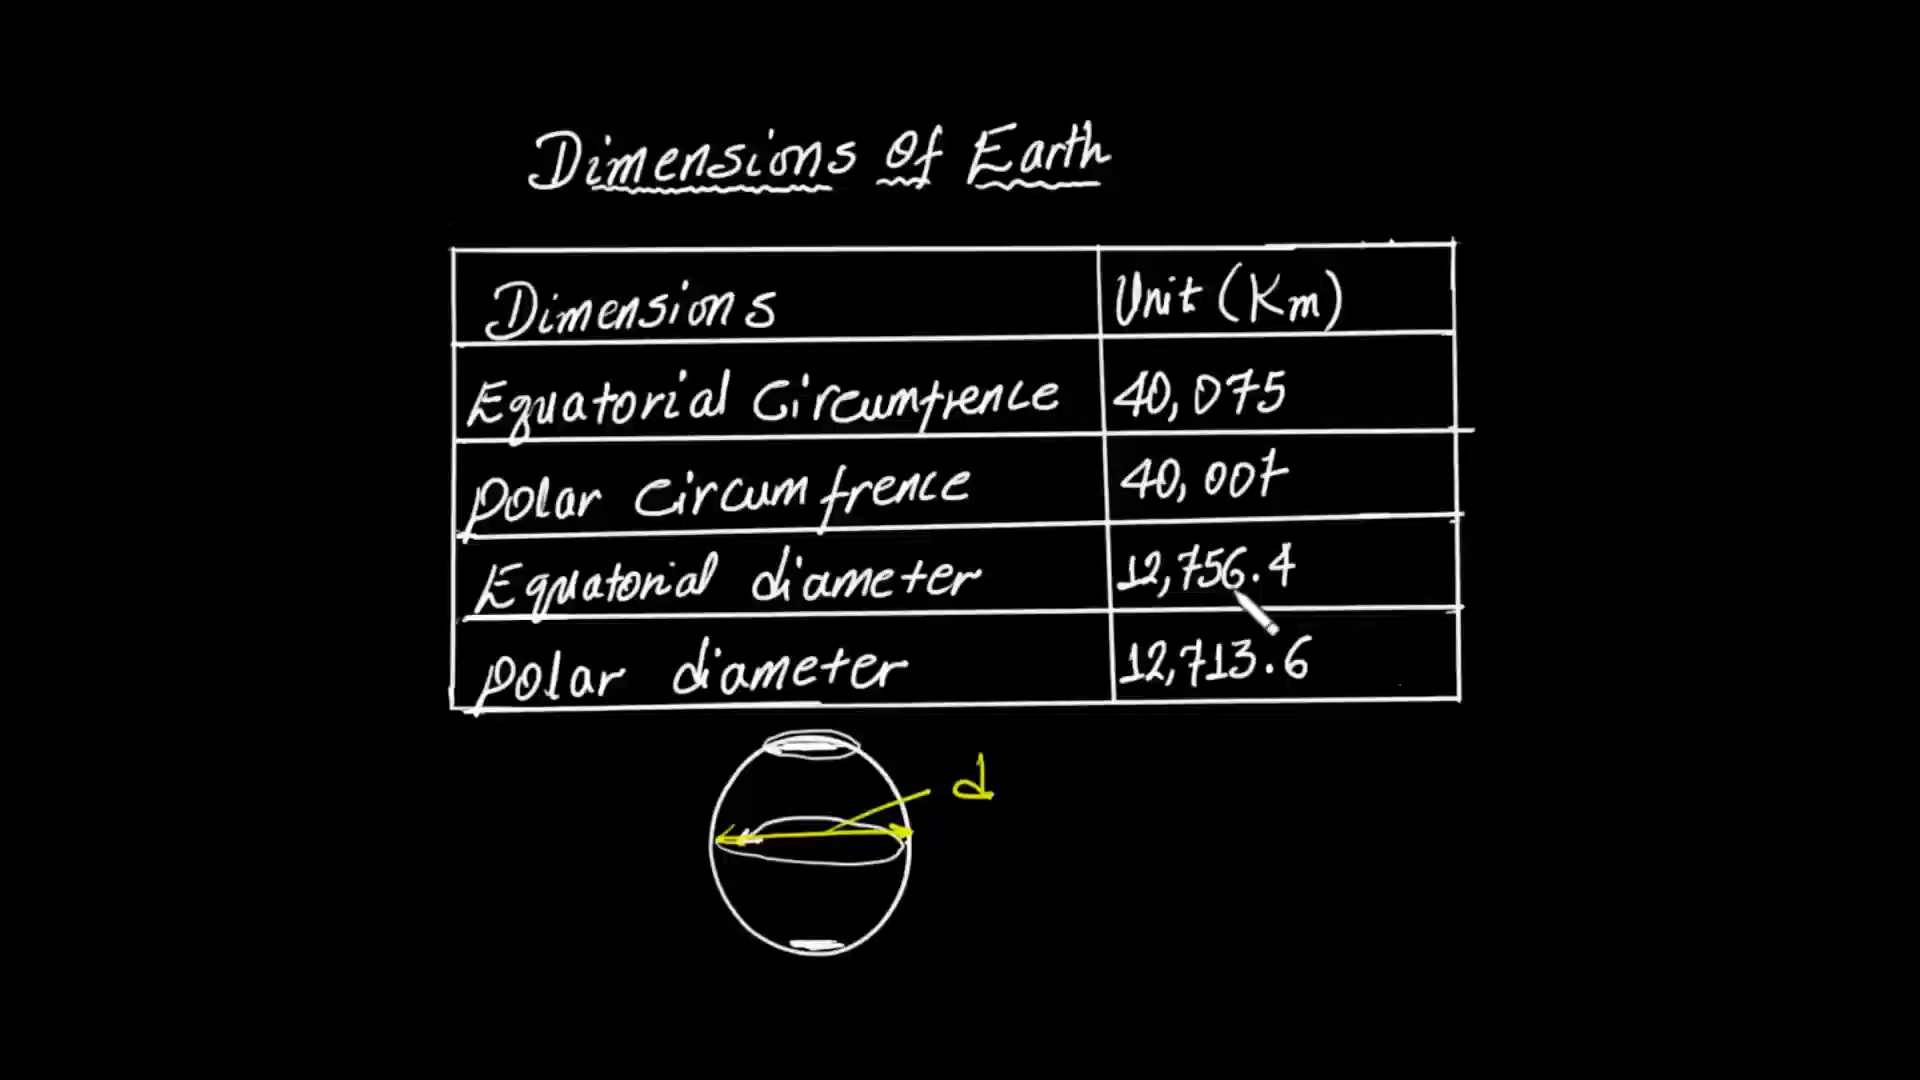 Dimensions Of Earth
Dimensions Unit (Km)
Equatorial Circumfrence 40,075
Polar Circumfrence 40,007
Equatorial diameter 12,756.4
Polar diameter 12,713.6
d